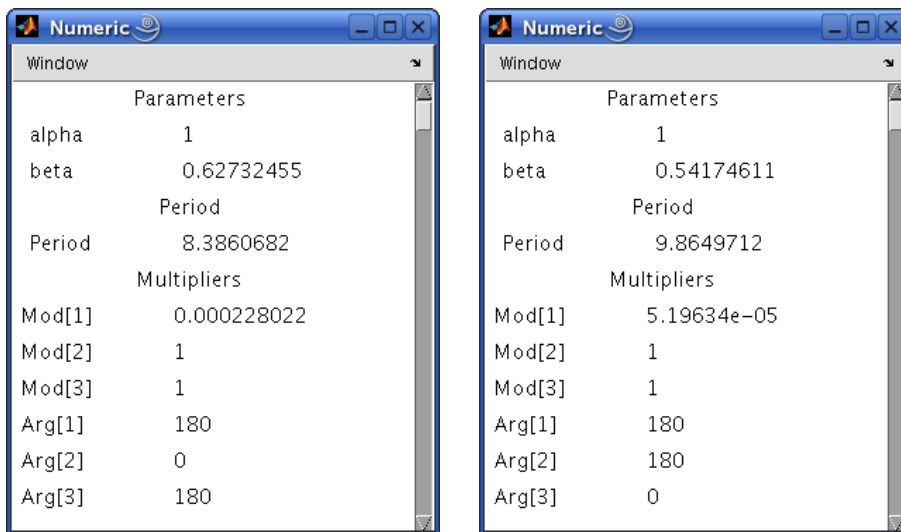 Numeric
Window
Parameters
alpha 1
beta 0.62732455
Period
Period 8.3860682
Multipliers
Mod[1] 0.000228022
Mod[2] 1
Mod[3] 1
Arg[1] 180
Arg[2] 0
Arg[3] 180
Numeric
Window
Parameters
alpha 1
beta 0.54174611
Period
Period 9.8649712
Multipliers
Mod[1] 5.19634e-05
Mod[2] 1
Mod[3] 1
Arg[1] 180
Arg[2] 180
Arg[3] 0